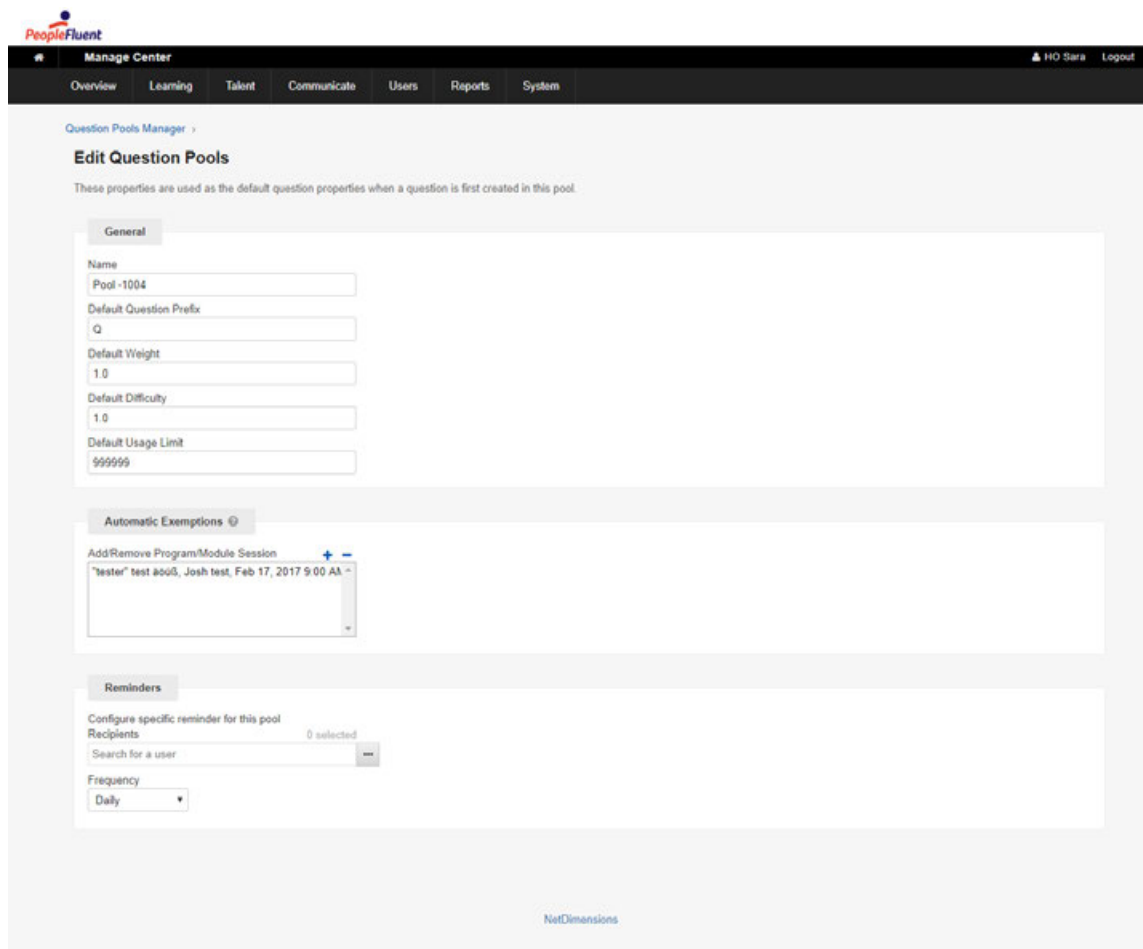 PeopleFluent
Manage Center HO Sara Logout
Overview Learning Talent Communicate Users Reports System
Question Pools Manager ›
Edit Question Pools
These properties are used as the default question properties when a question is first created in this pool.
General
Name
Pool -1004
Default Question Prefix
Q
Default Weight
1.0
Default Difficulty
1.0
Default Usage Limit
999999
Automatic Exemptions
Add/Remove Program/Module Session + −
"tester" test äöüß, Josh test, Feb 17, 2017 9:00 AM
Reminders
Configure specific reminder for this pool
Recipients 0 selected
Search for a user ...
Frequency
Daily
NetDimensions